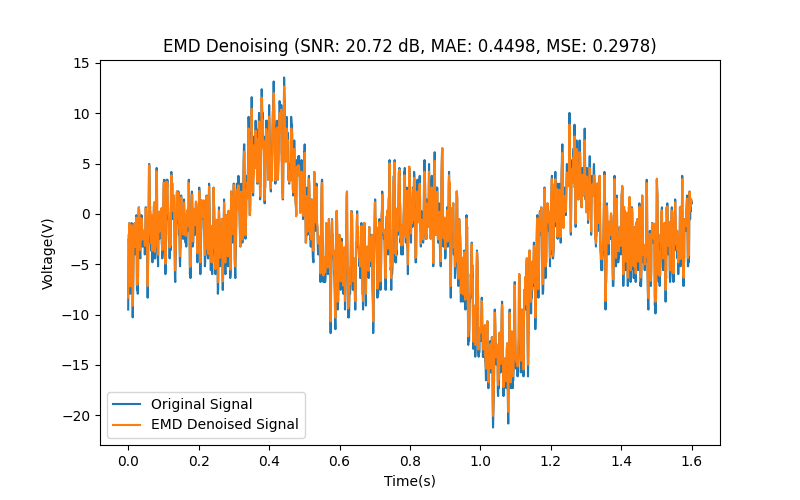 EMD Denoising (SNR: 20.72 dB, MAE: 0.4498, MSE: 0.2978)
Voltage(V)
15
10
5
0
−5
−10
−15
−20
Original Signal
EMD Denoised Signal
0.0 0.2 0.4 0.6 0.8 1.0 1.2 1.4 1.6
Time(s)